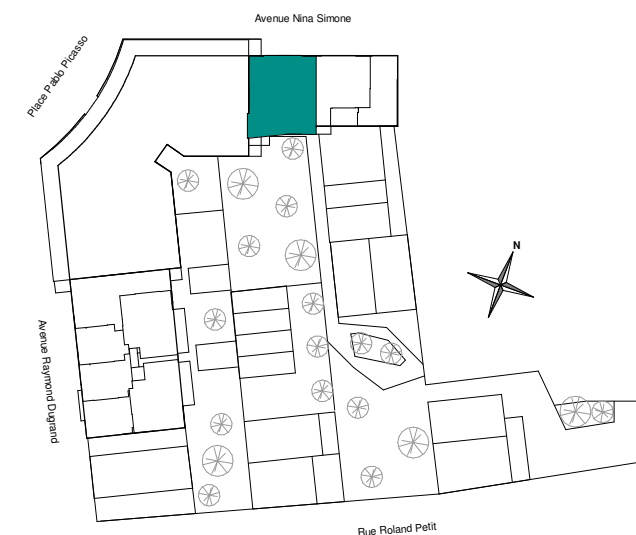 Avenue Nina Simone
Place Pablo Picasso
N
Avenue Raymond Dugrand
Rue Roland Petit